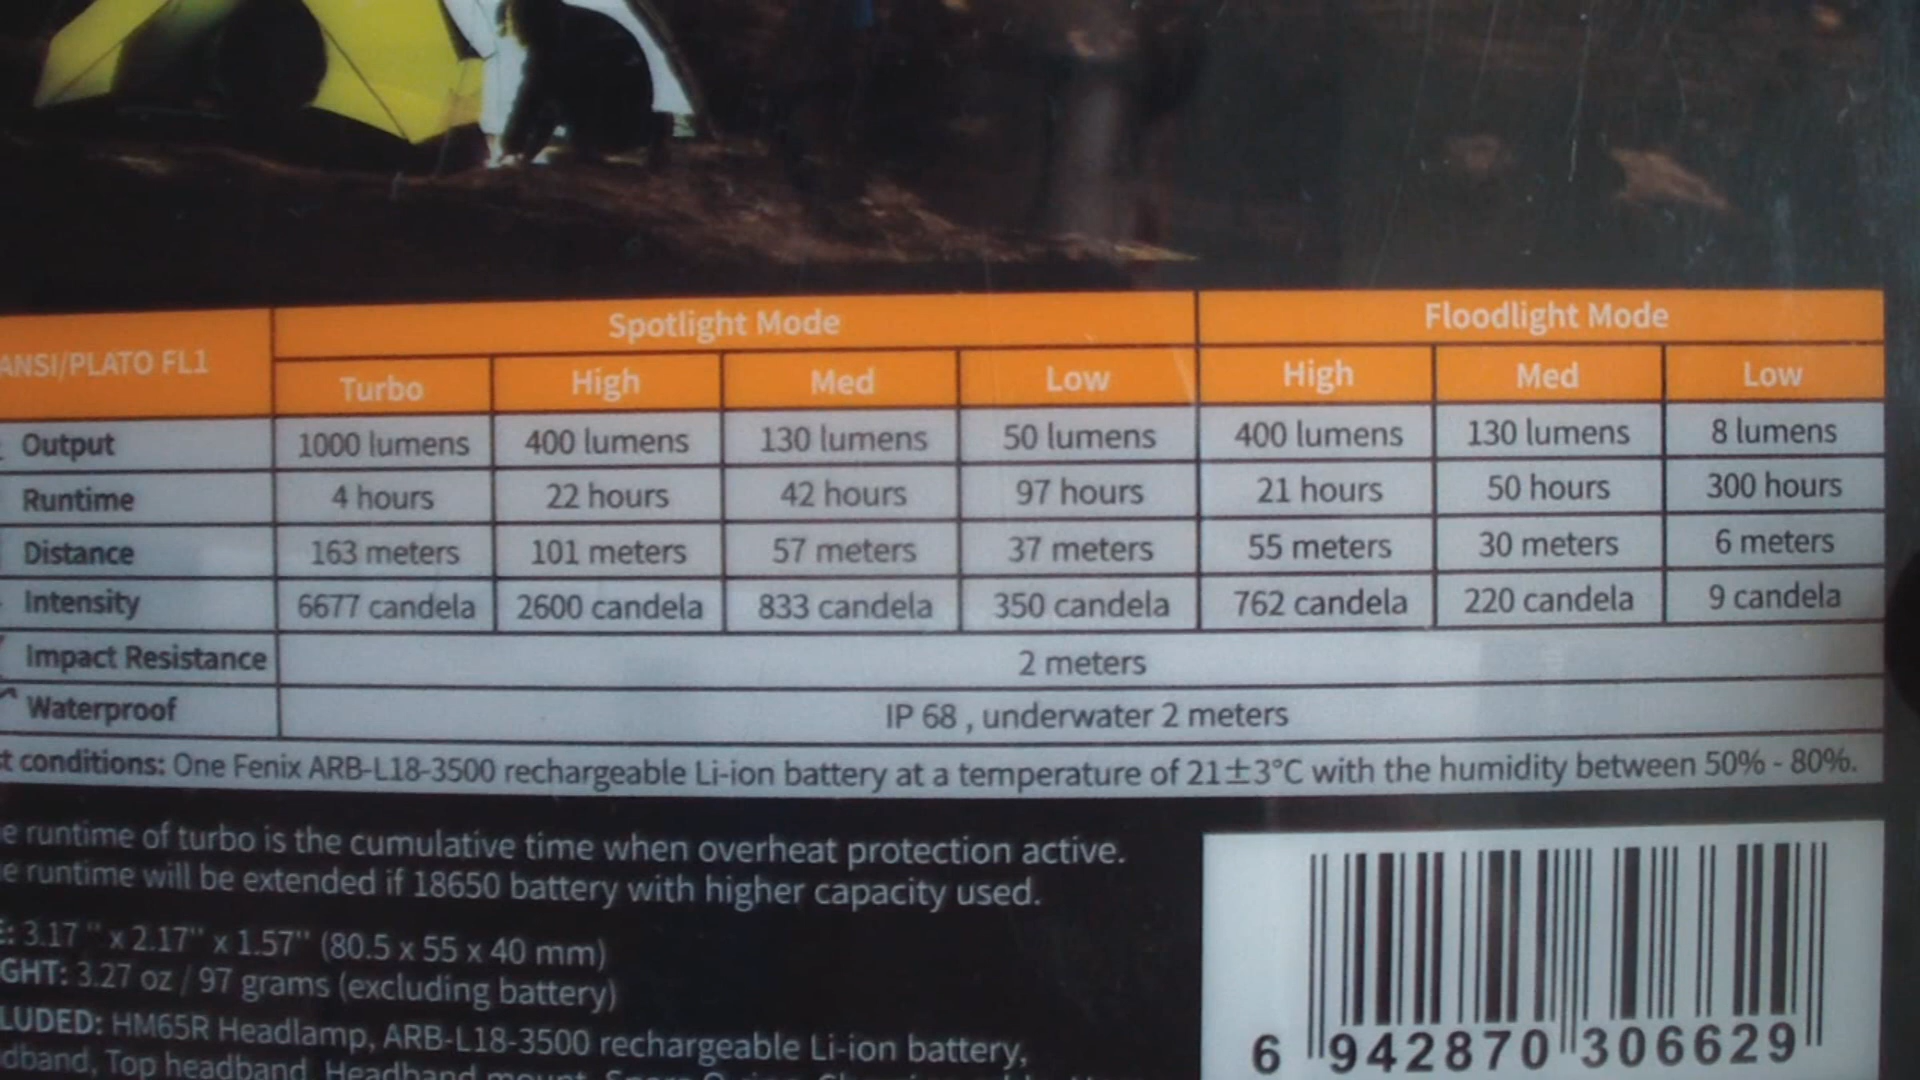 Spotlight Mode Floodlight Mode
ANSI/PLATO FL1
Turbo High Med Low High Med Low
Output 1000 lumens 400 lumens 130 lumens 50 lumens 400 lumens 130 lumens 8 lumens
Runtime 4 hours 22 hours 42 hours 97 hours 21 hours 50 hours 300 hours
Distance 163 meters 101 meters 57 meters 37 meters 55 meters 30 meters 6 meters
Intensity 6677 candela 2600 candela 833 candela 350 candela 762 candela 220 candela 9 candela
Impact Resistance 2 meters
Waterproof IP 68 , underwater 2 meters
t conditions: One Fenix ARB-L18-3500 rechargeable Li-ion battery at a temperature of 21±3°C with the humidity between 50% - 80%.
e runtime of turbo is the cumulative time when overheat protection active.
e runtime will be extended if 18650 battery with higher capacity used.
: 3.17 " x 2.17" x 1.57" (80.5 x 55 x 40 mm)
GHT: 3.27 oz / 97 grams (excluding battery)
LUDED: HM65R Headlamp, ARB-L18-3500 rechargeable Li-ion battery,
dband, Top headband, Headband mount,
6 942870 306629